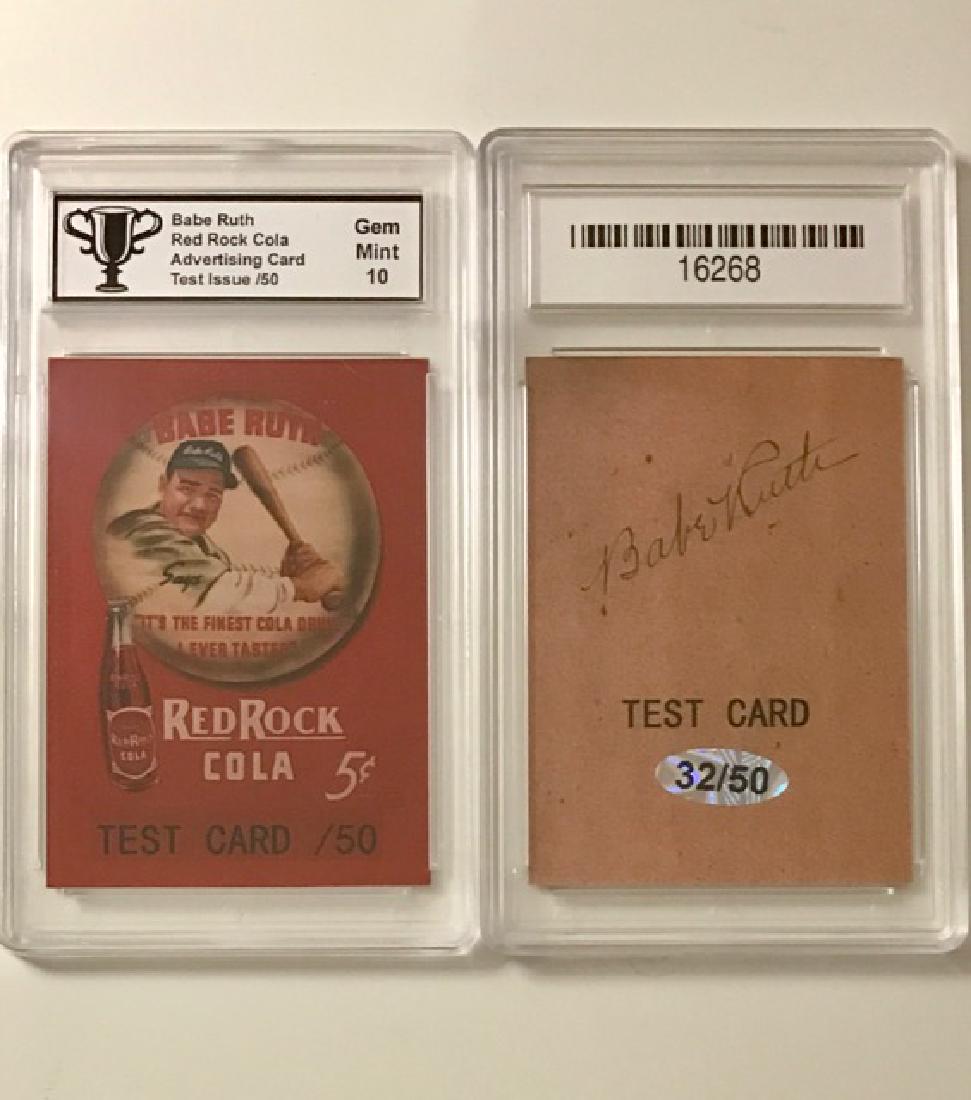 Babe Ruth
Red Rock Cola
Advertising Card
Test Issue /50
Gem
Mint
10
BABE RUTH
Says
IT'S THE FINEST COLA
I EVER TASTED
RED ROCK
COLA
5¢
TEST CARD /50
16268
Babe Ruth
TEST CARD
32/50